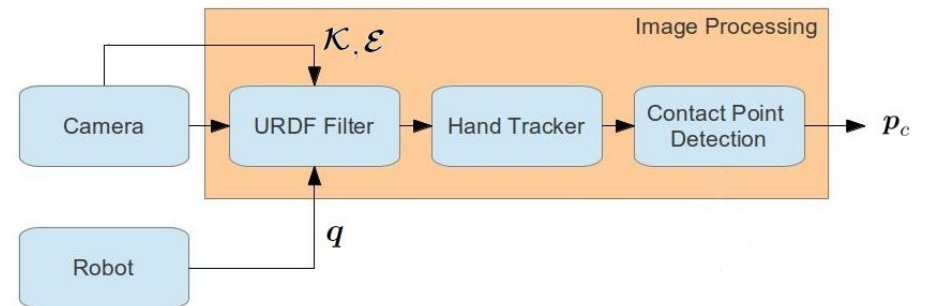 Image Processing
𝒦, ℰ
Camera
URDF Filter
Hand Tracker
Contact Point
Detection
p_c
q
Robot